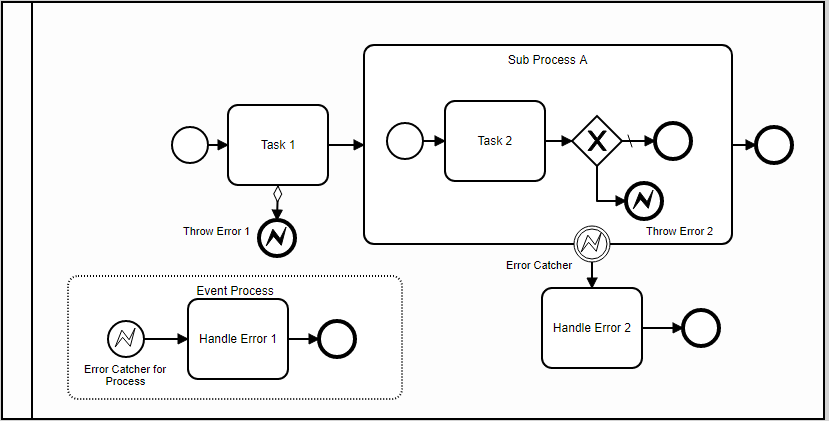 Sub Process A
Task 1
Task 2
Throw Error 1
Throw Error 2
Error Catcher
Event Process
Handle Error 1
Handle Error 2
Error Catcher for
Process